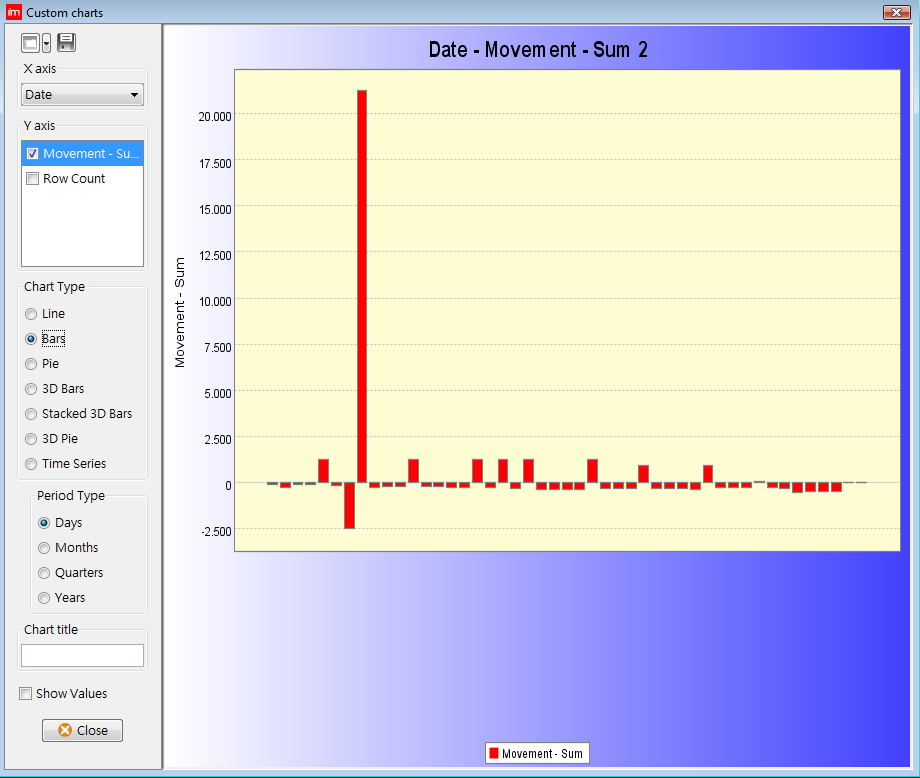 im Custom charts
X axis
Date
Y axis
Movement - Su...
Row Count
Chart Type
Line
Bars
Pie
3D Bars
Stacked 3D Bars
3D Pie
Time Series
Period Type
Days
Months
Quarters
Years
Chart title
Show Values
Close
Date - Movement - Sum 2
Movement - Sum
20.000
17.500
15.000
12.500
10.000
7.500
5.000
2.500
0
-2.500
Movement - Sum